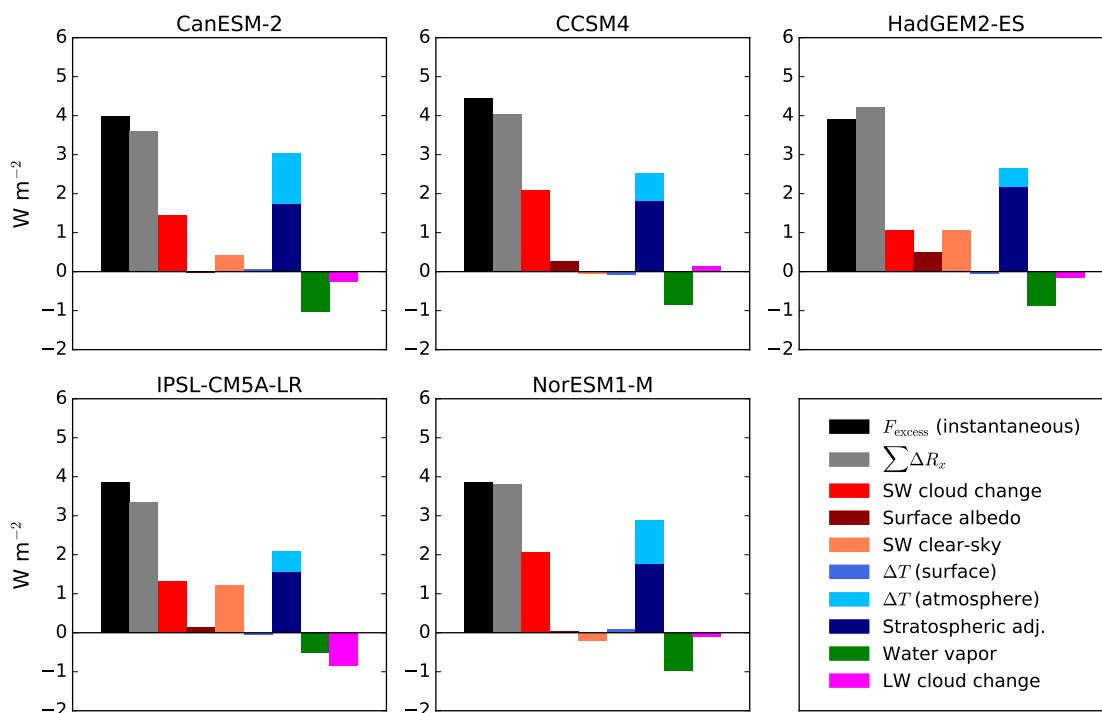 CanESM-2
CCSM4
HadGEM2-ES
W m⁻²
6
5
4
3
2
1
0
−1
−2
6
5
4
3
2
1
0
−1
−2
6
5
4
3
2
1
0
−1
−2
IPSL-CM5A-LR
NorESM1-M
W m⁻²
6
5
4
3
2
1
0
−1
−2
6
5
4
3
2
1
0
−1
−2
F_excess (instantaneous)
∑ΔR_x
SW cloud change
Surface albedo
SW clear-sky
ΔT (surface)
ΔT (atmosphere)
Stratospheric adj.
Water vapor
LW cloud change